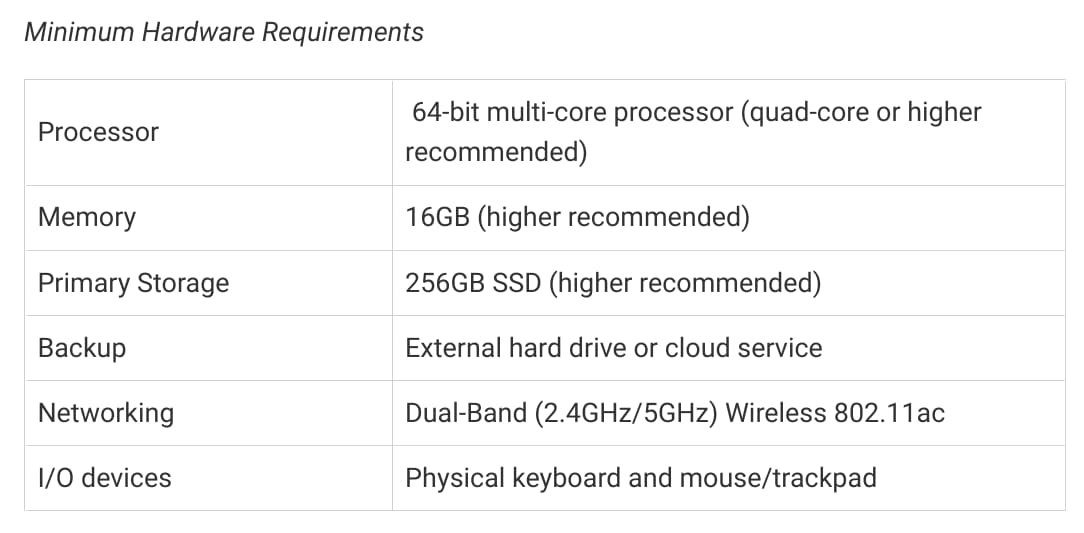 Minimum Hardware Requirements
Processor
64-bit multi-core processor (quad-core or higher
recommended)
Memory
16GB (higher recommended)
Primary Storage
256GB SSD (higher recommended)
Backup
External hard drive or cloud service
Networking
Dual-Band (2.4GHz/5GHz) Wireless 802.11ac
I/O devices
Physical keyboard and mouse/trackpad